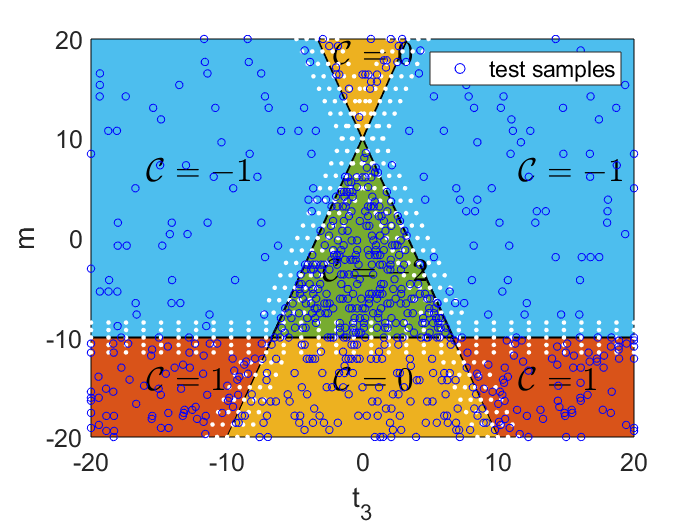 20
10
0
-10
-20
m
-20
-10
0
10
20
t3
test samples
C = 0
C = −1
C = −1
C = −2
C = 1
C = 0
C = 1